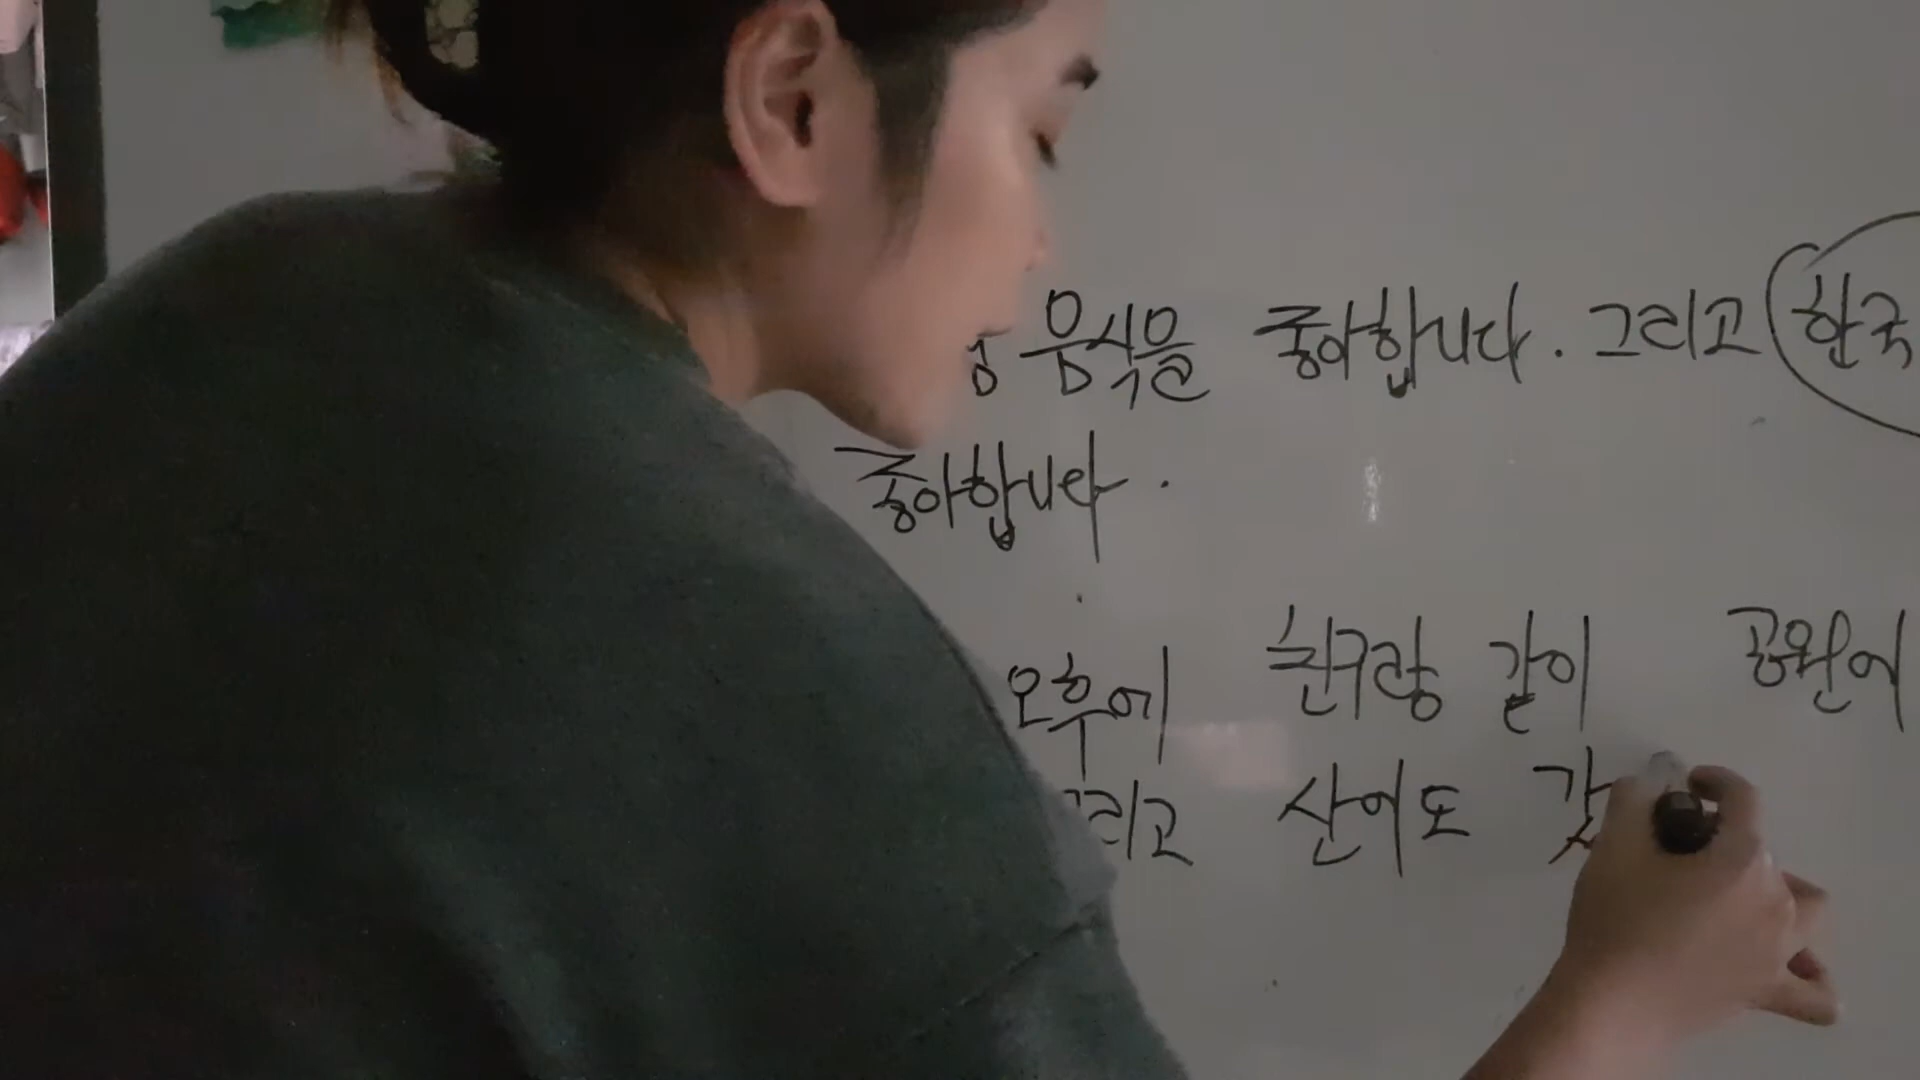 음식을 좋아합니다. 그리고 한국
좋아합니다.
오후에 친구랑 같이 공원에
그리고 산에도 갔